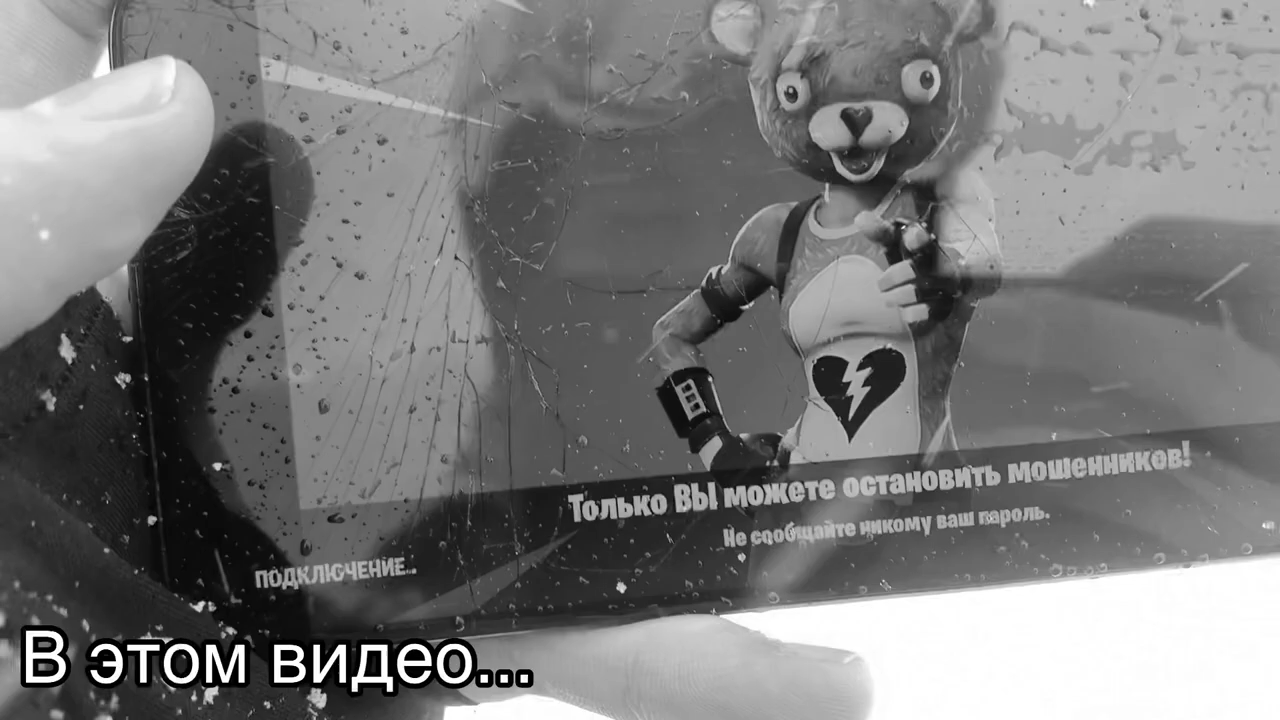 Только ВЫ можете остановить мошенников!
Не сообщайте никому ваш пароль.
ПОДКЛЮЧЕНИЕ..
В этом видео...